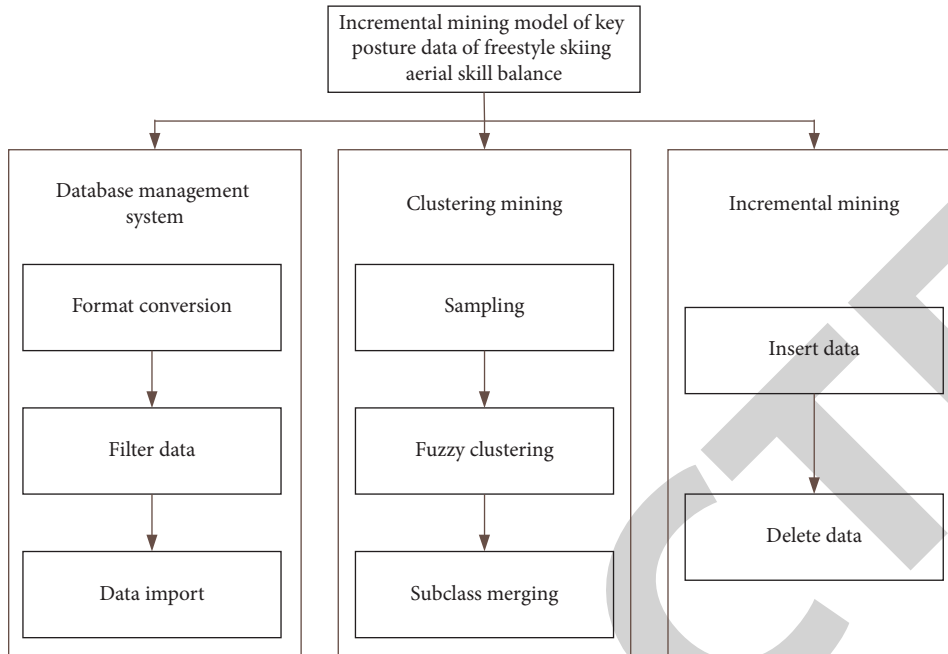 Incremental mining model of key
posture data of freestyle skiing
aerial skill balance
Database management
system
Format conversion
Filter data
Data import
Clustering mining
Sampling
Fuzzy clustering
Subclass merging
Incremental mining
Insert data
Delete data
CT